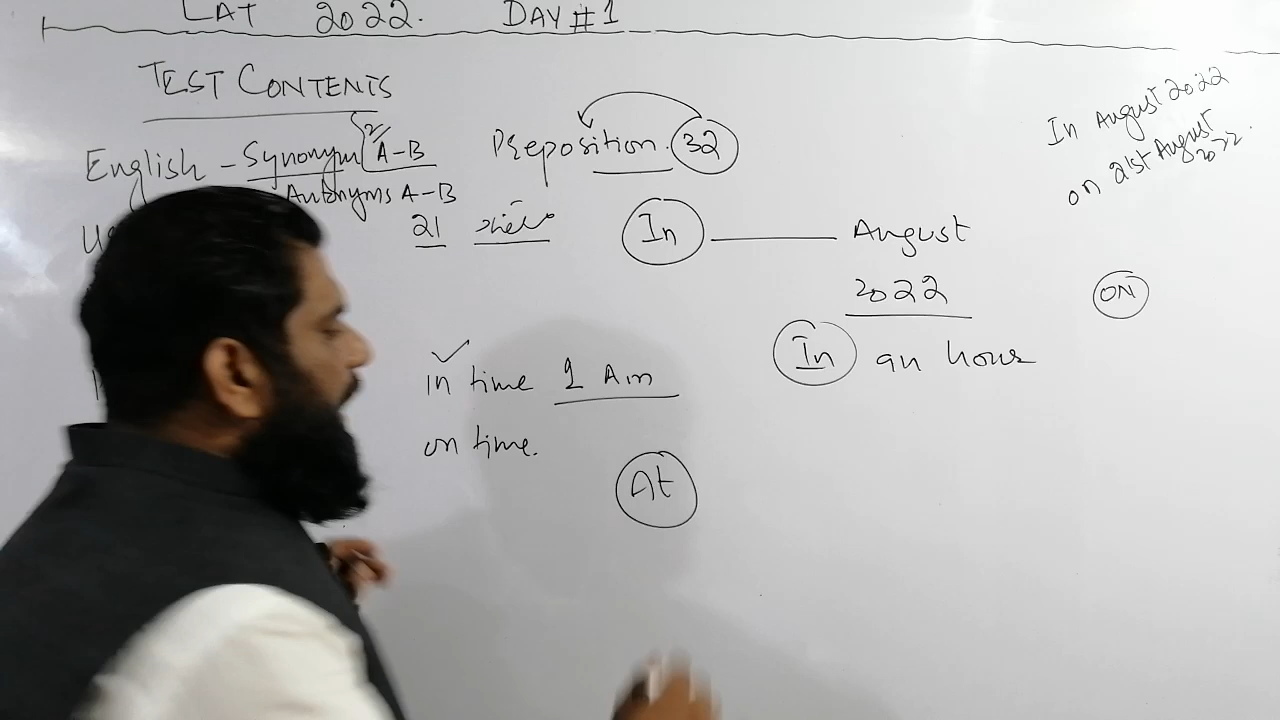 LAT 2022. DAY #1
TEST CONTENTS
English - Synonym A-B
Antonyms A-B
21
Preposition. 32
In August
2022
In an hour
in time 1 Am
on time.
At
In August 2022
on 21st August
2022.
ON